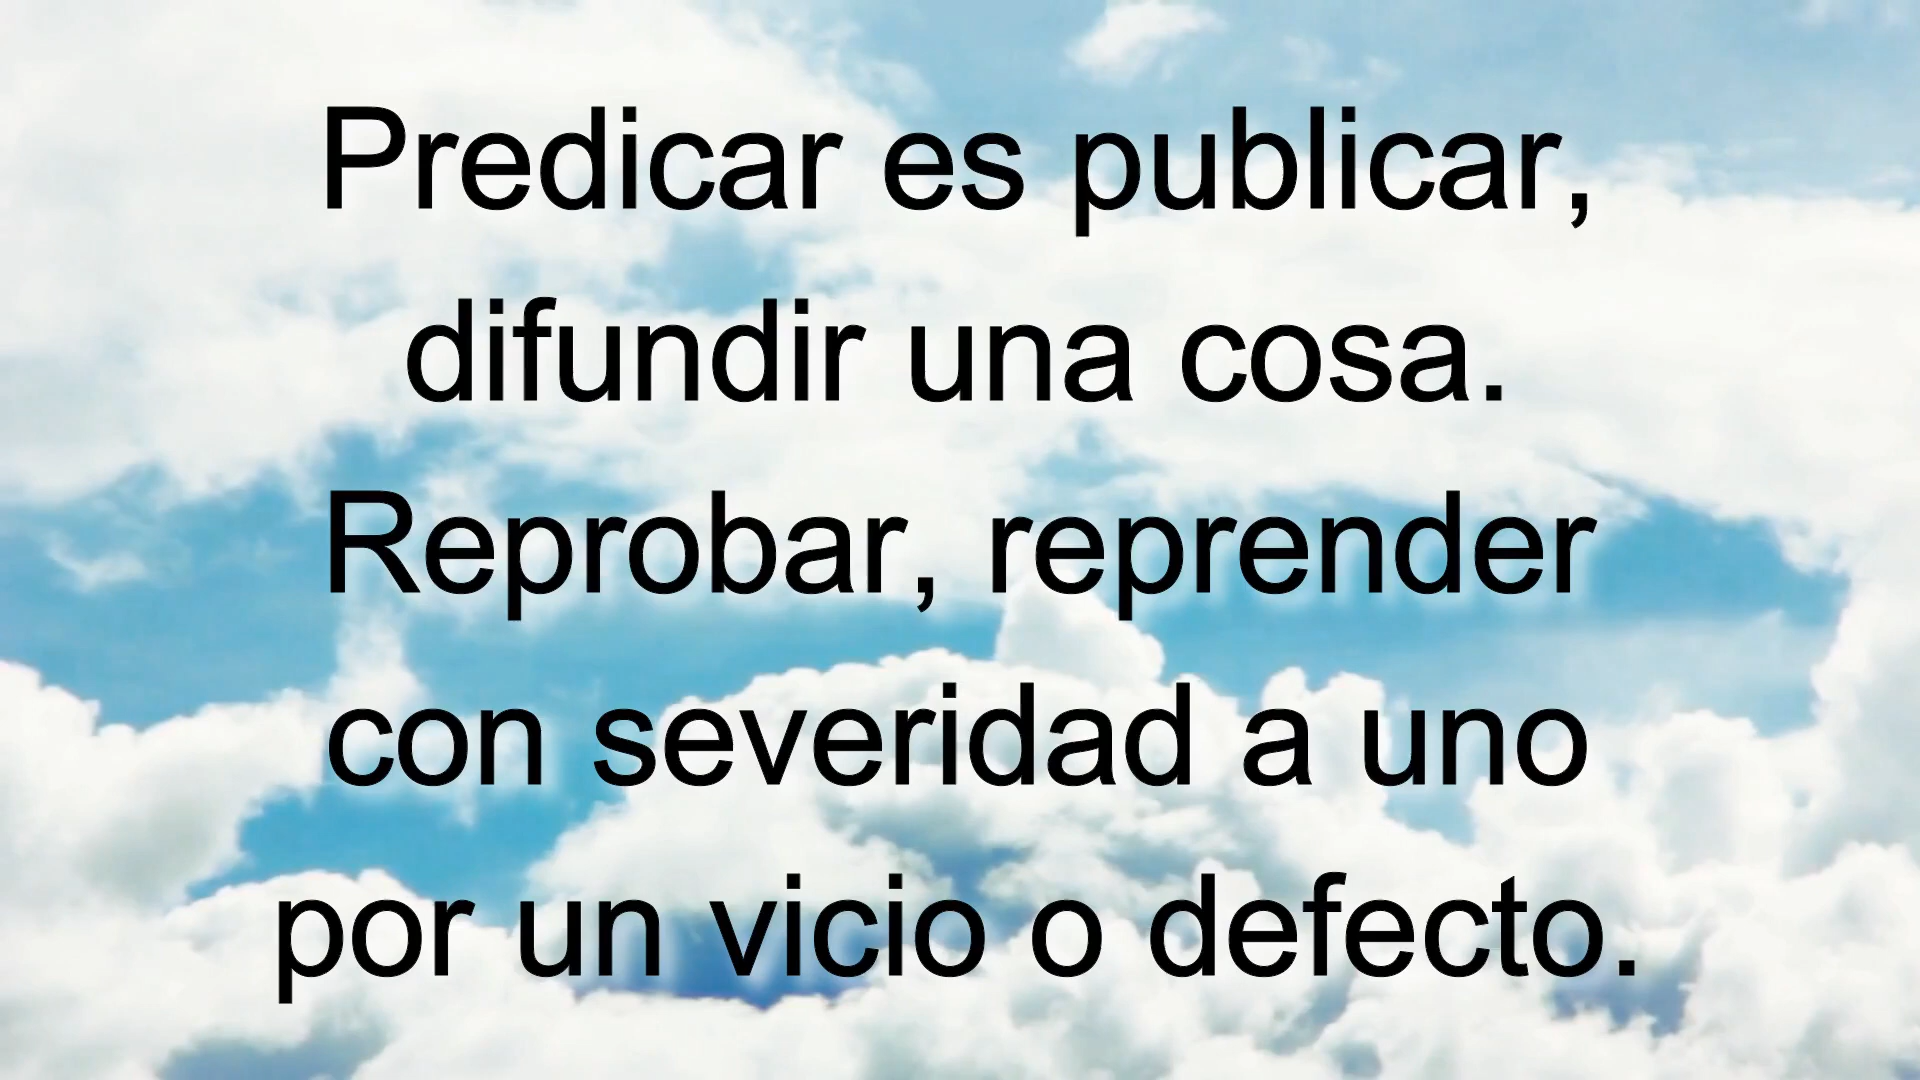 Predicar es publicar,
difundir una cosa.
Reprobar, reprender
con severidad a uno
por un vicio o defecto.